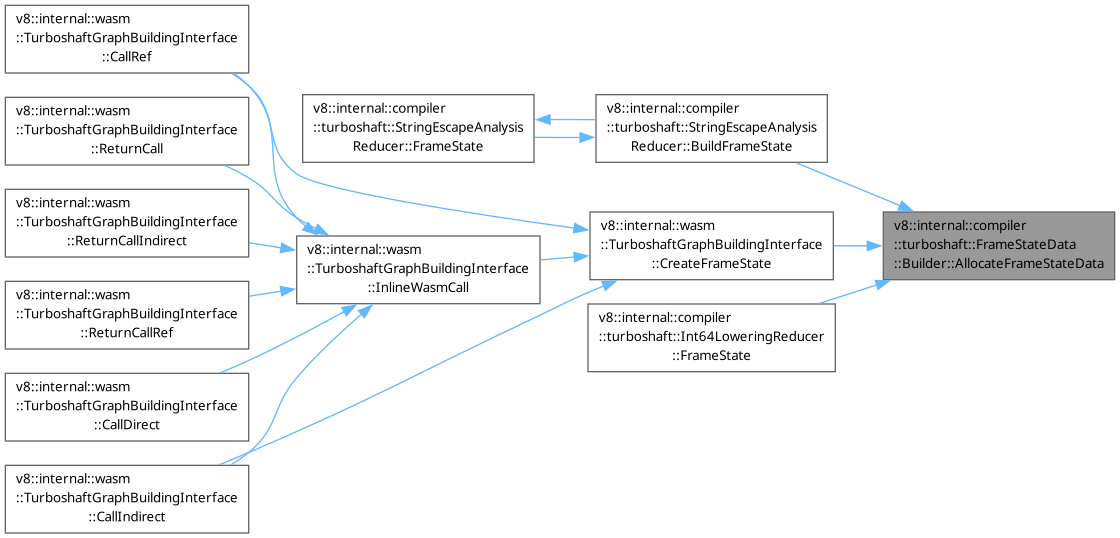 v8::internal::wasm
::TurboshaftGraphBuildingInterface
::CallRef
v8::internal::wasm
::TurboshaftGraphBuildingInterface
::ReturnCall
v8::internal::wasm
::TurboshaftGraphBuildingInterface
::ReturnCallIndirect
v8::internal::wasm
::TurboshaftGraphBuildingInterface
::ReturnCallRef
v8::internal::wasm
::TurboshaftGraphBuildingInterface
::CallDirect
v8::internal::wasm
::TurboshaftGraphBuildingInterface
::CallIndirect
v8::internal::compiler
::turboshaft::StringEscapeAnalysis
Reducer::FrameState
v8::internal::wasm
::TurboshaftGraphBuildingInterface
::InlineWasmCall
v8::internal::compiler
::turboshaft::StringEscapeAnalysis
Reducer::BuildFrameState
v8::internal::wasm
::TurboshaftGraphBuildingInterface
::CreateFrameState
v8::internal::compiler
::turboshaft::Int64LoweringReducer
::FrameState
v8::internal::compiler
::turboshaft::FrameStateData
::Builder::AllocateFrameStateData